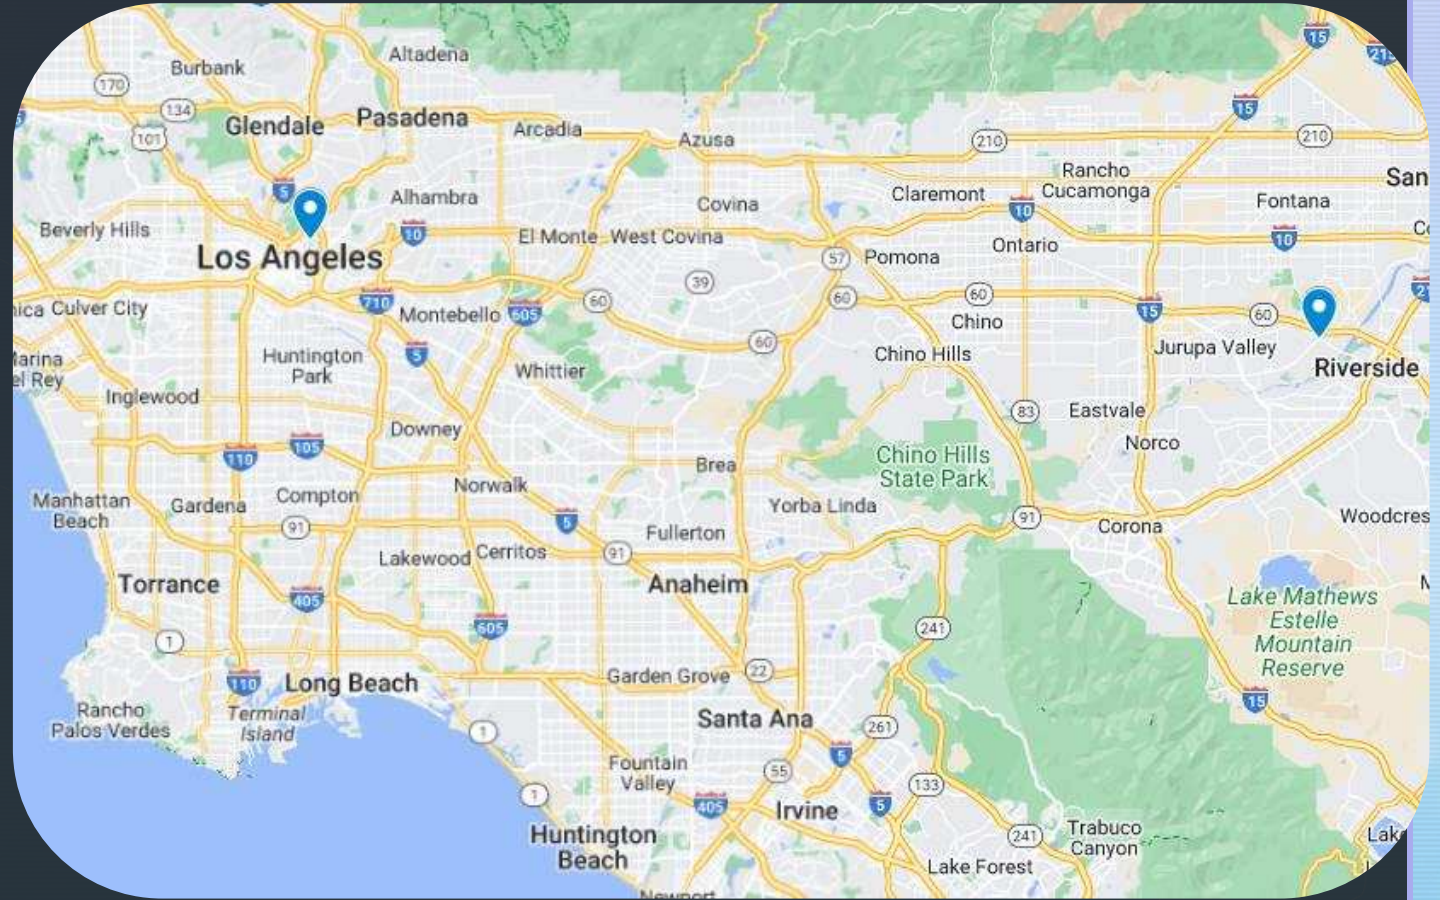 15
215
Altadena
Burbank
170
134
101
Glendale
Pasadena
Arcadia
Azusa
15
210
210
5
Alhambra
Rancho
Cucamonga
Claremont
San
Fontana
Covina
10
Beverly Hills
10
El Monte
West Covina
Los Angeles
57
Pomona
Ontario
10
39
710
60
60
60
Culver City
Montebello
605
Chino
15
60
Huntington
Park
5
Whittier
60
Chino Hills
Jurupa Valley
Riverside
el Rey
Inglewood
Downey
83
Eastvale
Norco
110
105
Brea
Chino Hills
State Park
Manhattan
Beach
Gardena
Compton
Norwalk
Yorba Linda
91
5
Fullerton
91
Corona
Lakewood
Cerritos
91
Torrance
Anaheim
405
605
241
Lake Mathews
Estelle
Mountain
Reserve
1
110
Long Beach
Garden Grove
22
15
Rancho
Palos Verdes
Terminal
Island
1
Santa Ana
261
5
Fountain
Valley
55
133
1
405
Irvine
5
Huntington
Beach
241
Trabuco
Canyon
Lake Forest